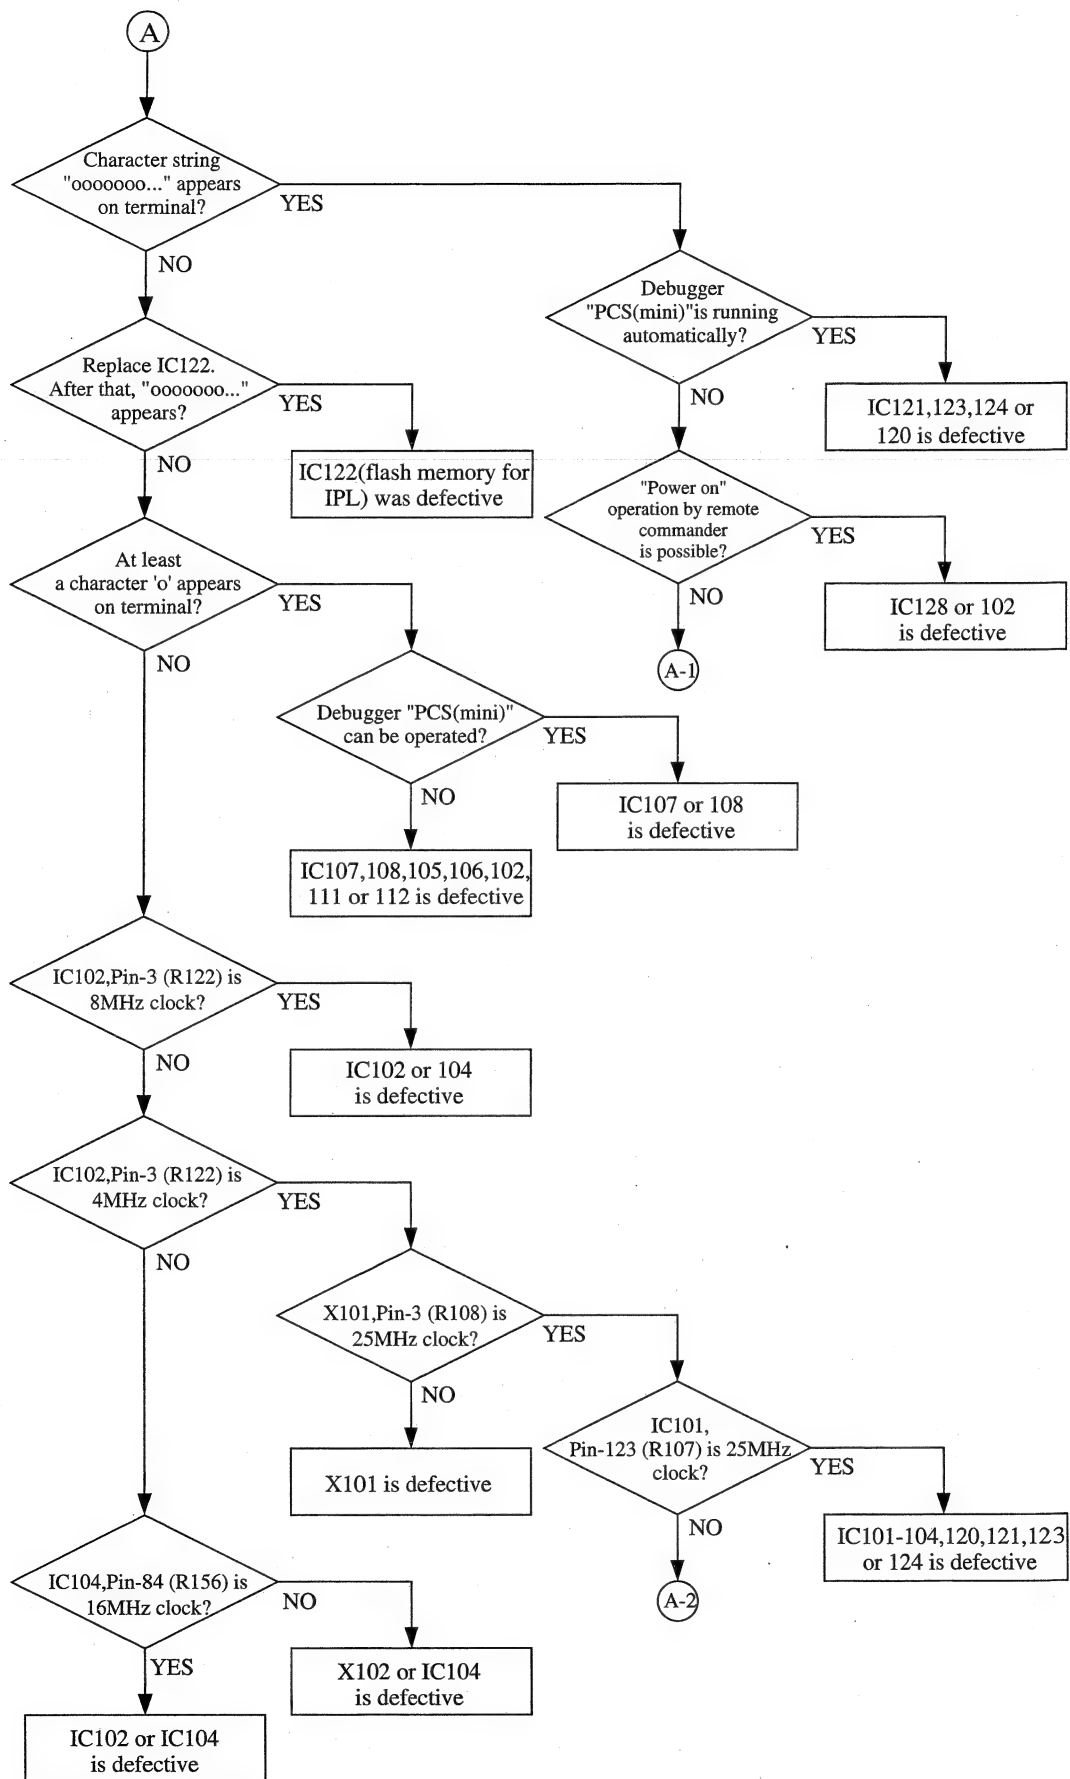 A
Character string
"ooooooo..." appears
on terminal?
YES
NO
Debugger
"PCS(mini)"is running
automatically?
YES
NO
Replace IC122.
After that, "ooooooo..."
appears?
YES
NO
IC121,123,124 or
120 is defective
IC122(flash memory for
IPL) was defective
"Power on"
operation by remote
commander
is possible?
YES
NO
At least
a character 'o' appears
on terminal?
YES
NO
IC128 or 102
is defective
A-1
Debugger "PCS(mini)"
can be operated?
YES
NO
IC107 or 108
is defective
IC107,108,105,106,102,
111 or 112 is defective
IC102,Pin-3 (R122) is
8MHz clock?
YES
NO
IC102 or 104
is defective
IC102,Pin-3 (R122) is
4MHz clock?
YES
NO
X101,Pin-3 (R108) is
25MHz clock?
YES
NO
IC101,
Pin-123 (R107) is 25MHz
clock?
YES
NO
X101 is defective
IC101-104,120,121,123
or 124 is defective
A-2
IC104,Pin-84 (R156) is
16MHz clock?
NO
YES
X102 or IC104
is defective
IC102 or IC104
is defective